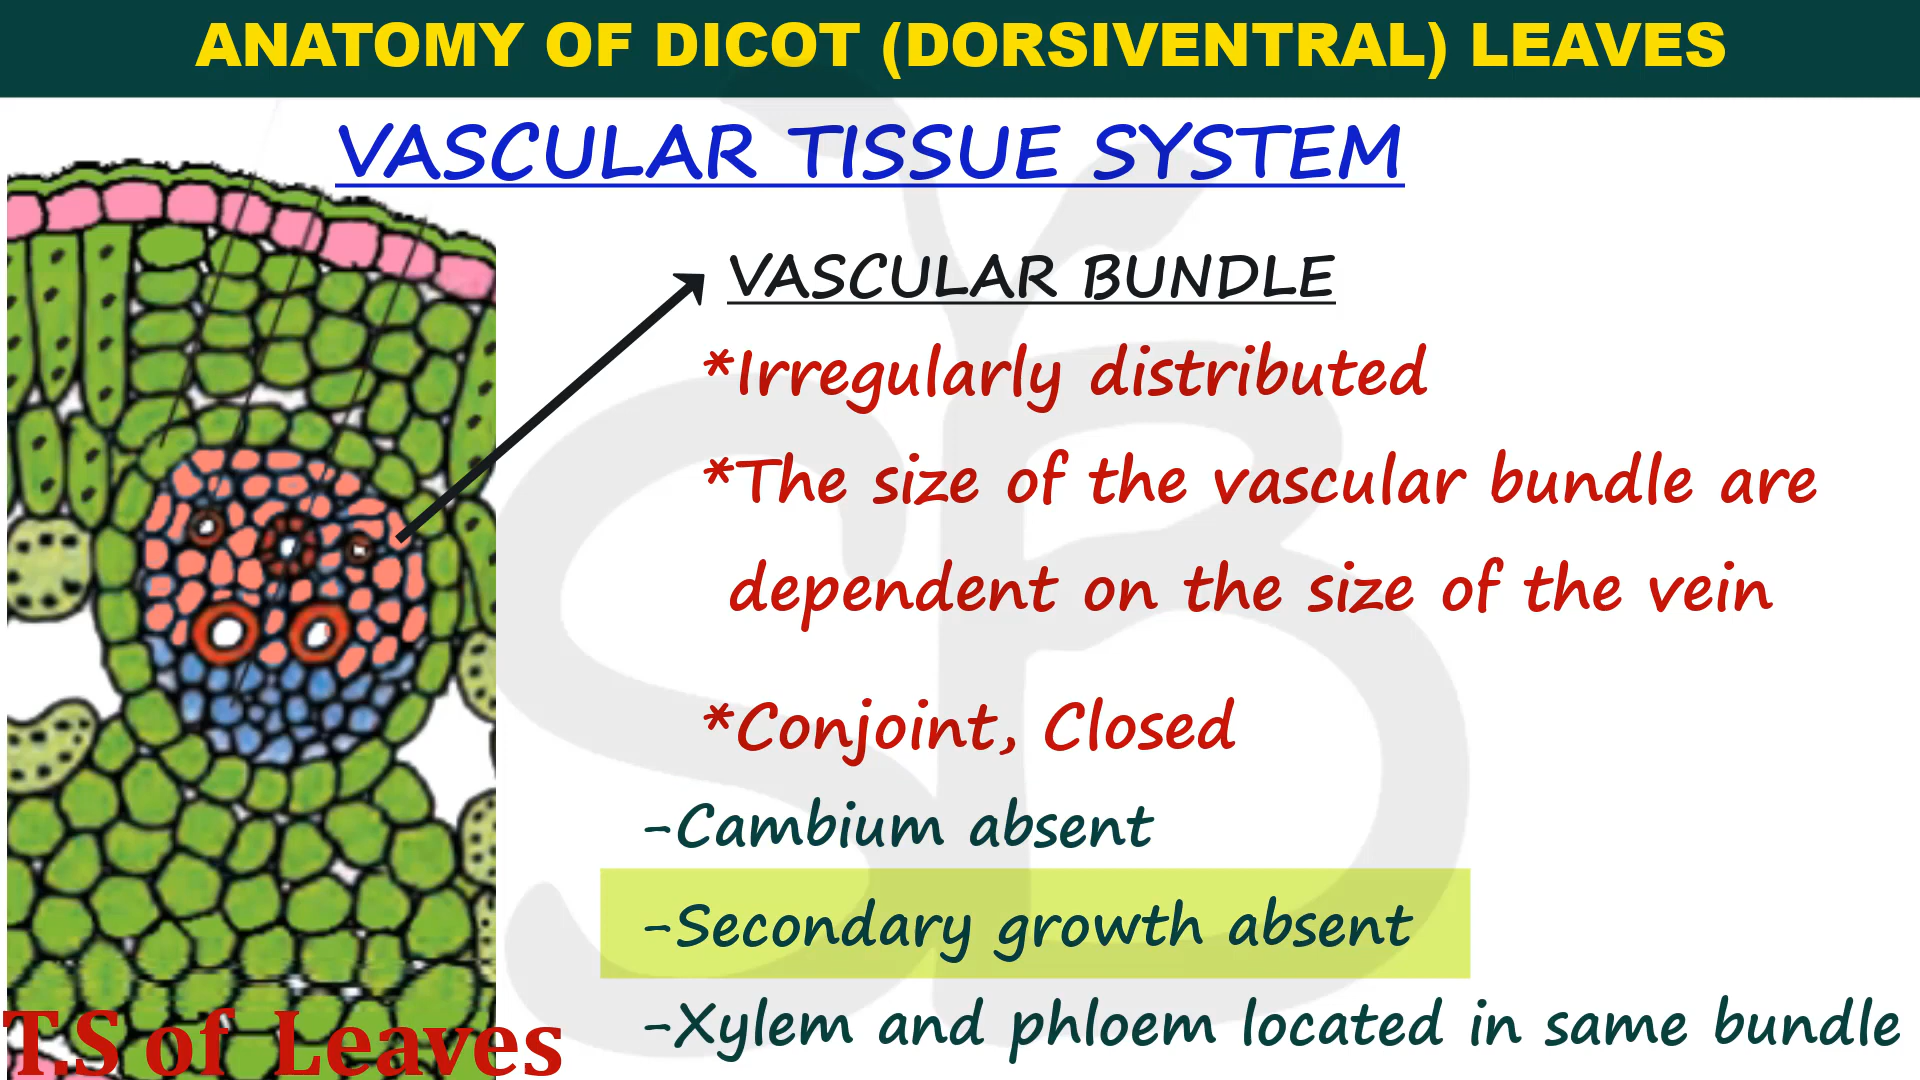 ANATOMY OF DICOT (DORSIVENTRAL) LEAVES
VASCULAR TISSUE SYSTEM
VASCULAR BUNDLE
*Irregularly distributed
*The size of the vascular bundle are
dependent on the size of the vein
*Conjoint, Closed
-Cambium absent
-Secondary growth absent
-Xylem and phloem located in same bundle
T.S of Leaves
SB